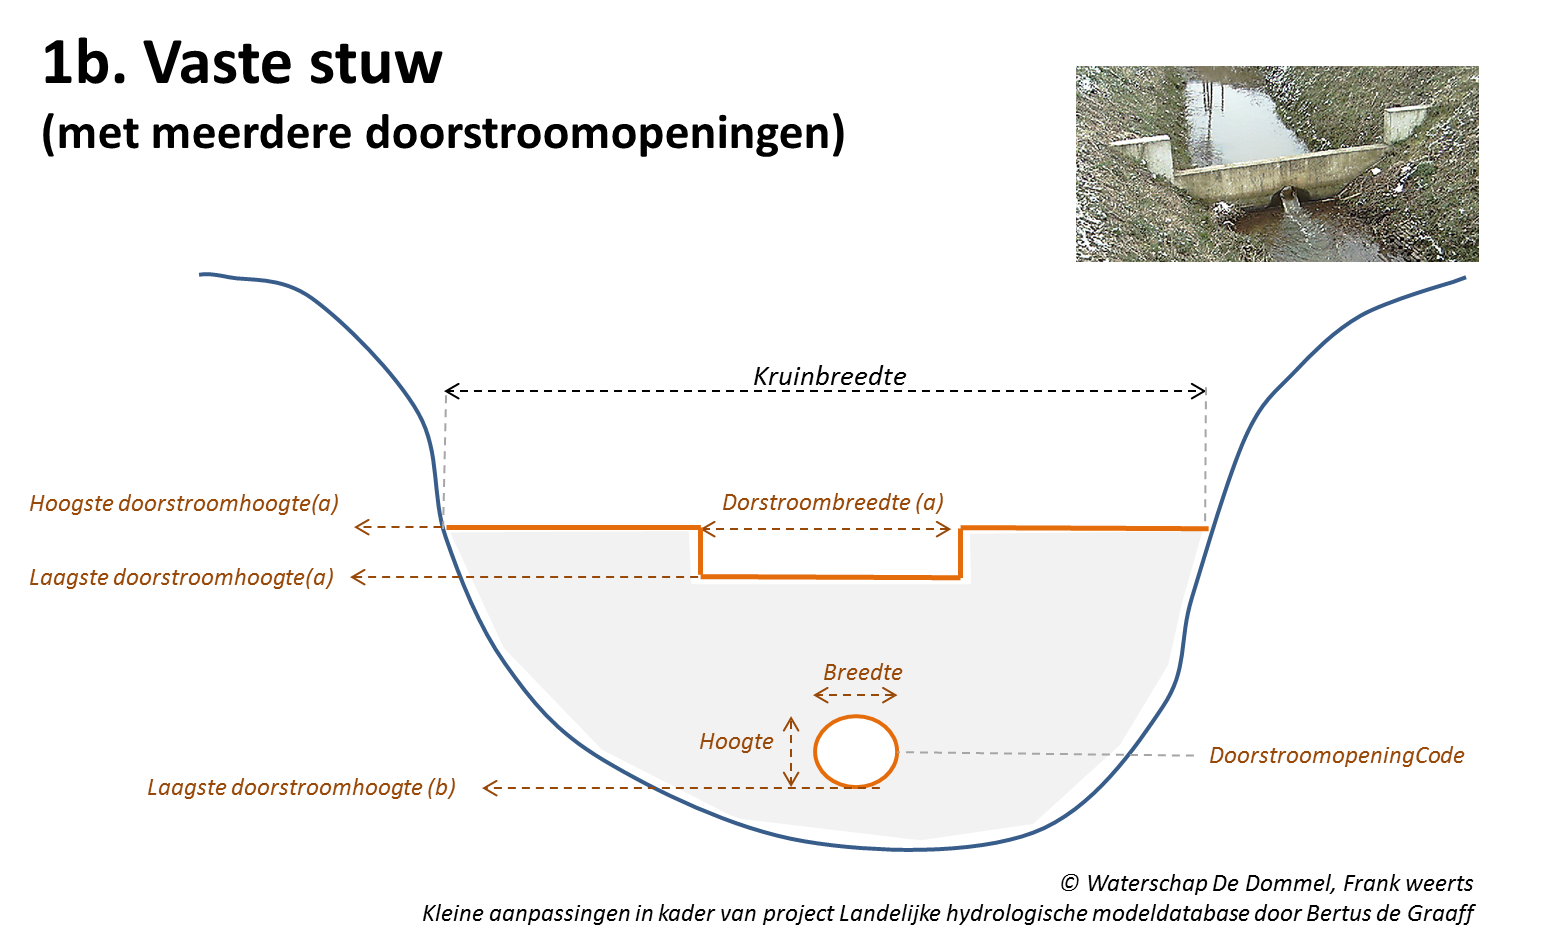 1b. Vaste stuw
(met meerdere doorstroomopeningen)
Kruinbreedte
Hoogste doorstroomhoogte(a)
Dorstroombreedte (a)
Laagste doorstroomhoogte(a)
Breedte
Hoogte
DoorstroomopeningCode
Laagste doorstroomhoogte (b)
© Waterschap De Dommel, Frank weerts
Kleine aanpassingen in kader van project Landelijke hydrologische modeldatabase door Bertus de Graaff